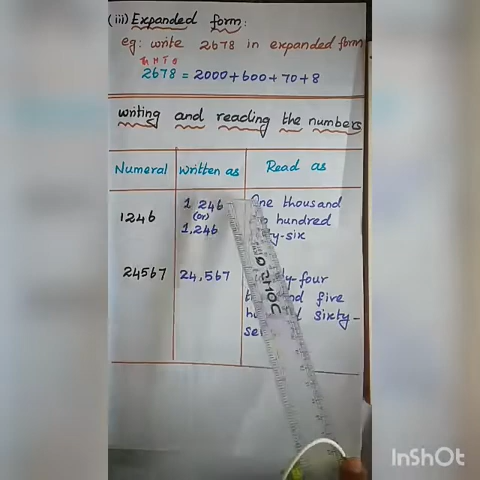 (iii) Expanded form:
eg: write 2678 in expanded form
Th H T O
2678 = 2000 + 600 + 70 + 8
writing and reading the numbers
Numeral written as Read as
1246 1 246 (or) 1,246 One thousand
hundred
-six
24567 24,567 -four
five
sixty-
DOMS
InShOt